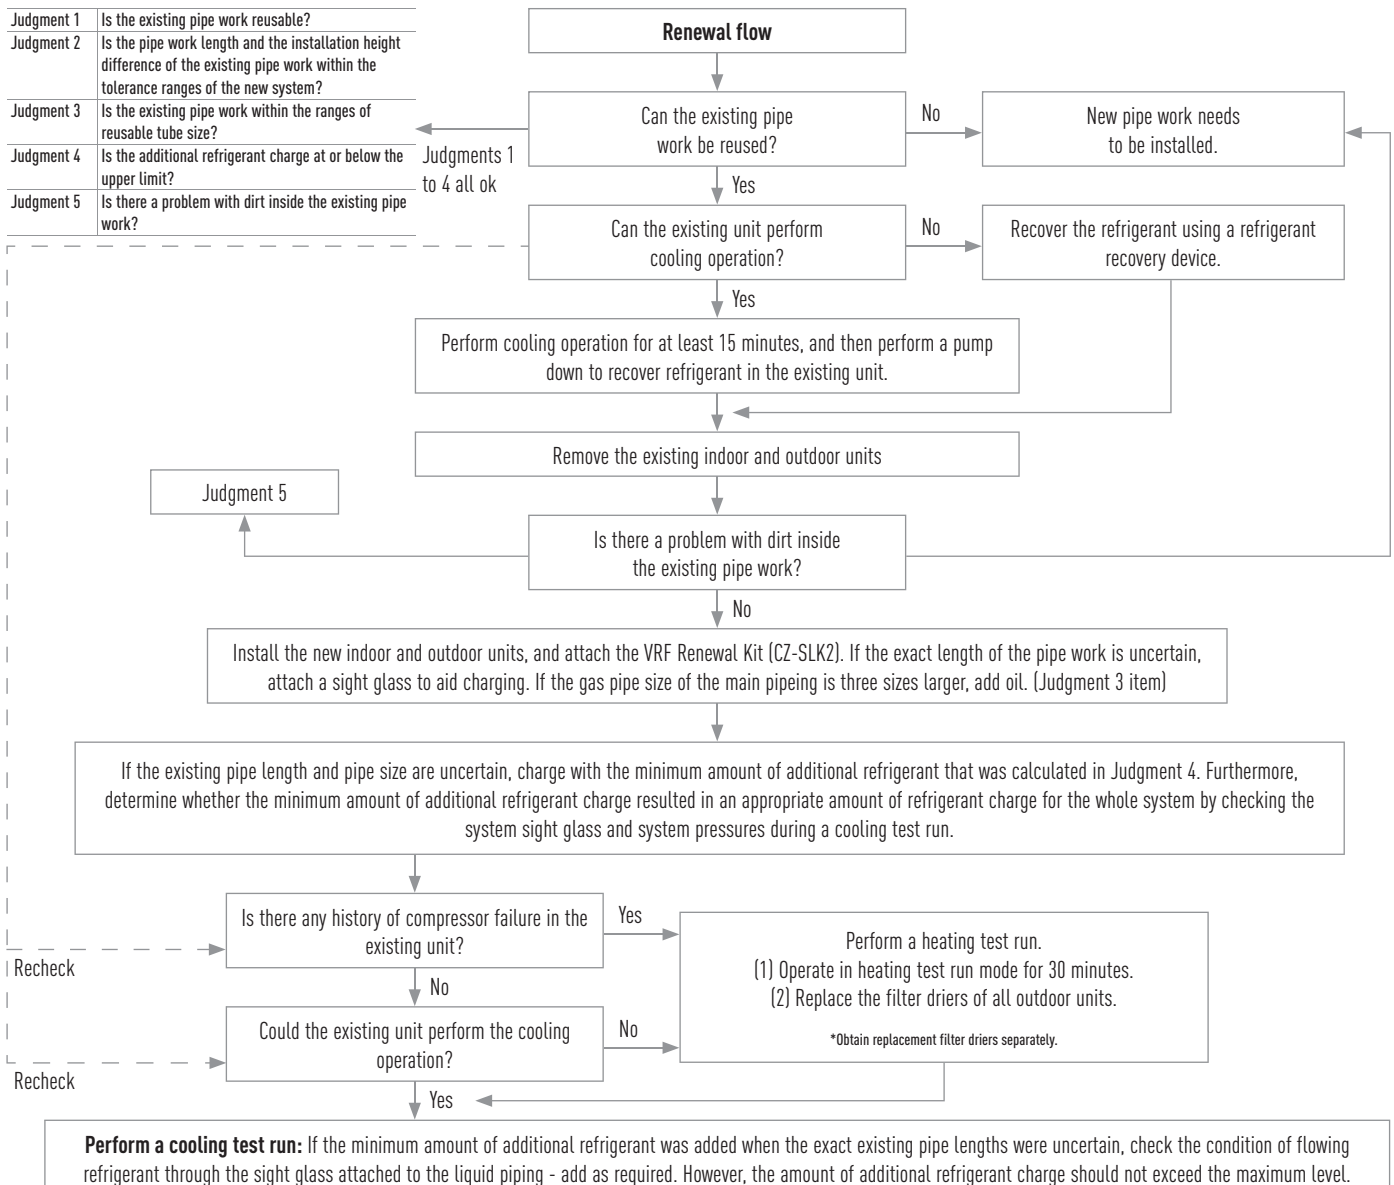 Judgment 1 Is the existing pipe work reusable?
Judgment 2 Is the pipe work length and the installation height
difference of the existing pipe work within the
tolerance ranges of the new system?
Judgment 3 Is the existing pipe work within the ranges of
reusable tube size?
Judgment 4 Is the additional refrigerant charge at or below the
upper limit?
Judgment 5 Is there a problem with dirt inside the existing pipe
work?
Renewal flow
Can the existing pipe
work be reused?
No
New pipe work needs
to be installed.
Judgments 1
to 4 all ok
Yes
Can the existing unit perform
cooling operation?
No
Recover the refrigerant using a refrigerant
recovery device.
Yes
Perform cooling operation for at least 15 minutes, and then perform a pump
down to recover refrigerant in the existing unit.
Remove the existing indoor and outdoor units
Judgment 5
Is there a problem with dirt inside
the existing pipe work?
No
Install the new indoor and outdoor units, and attach the VRF Renewal Kit (CZ-SLK2). If the exact length of the pipe work is uncertain,
attach a sight glass to aid charging. If the gas pipe size of the main pipeing is three sizes larger, add oil. (Judgment 3 item)
If the existing pipe length and pipe size are uncertain, charge with the minimum amount of additional refrigerant that was calculated in Judgment 4. Furthermore,
determine whether the minimum amount of additional refrigerant charge resulted in an appropriate amount of refrigerant charge for the whole system by checking the
system sight glass and system pressures during a cooling test run.
Is there any history of compressor failure in the
existing unit?
Yes
Recheck
No
Perform a heating test run.
(1) Operate in heating test run mode for 30 minutes.
(2) Replace the filter driers of all outdoor units.
*Obtain replacement filter driers separately.
Could the existing unit perform the cooling
operation?
No
Recheck
Yes
Perform a cooling test run: If the minimum amount of additional refrigerant was added when the exact existing pipe lengths were uncertain, check the condition of flowing
refrigerant through the sight glass attached to the liquid piping - add as required. However, the amount of additional refrigerant charge should not exceed the maximum level.